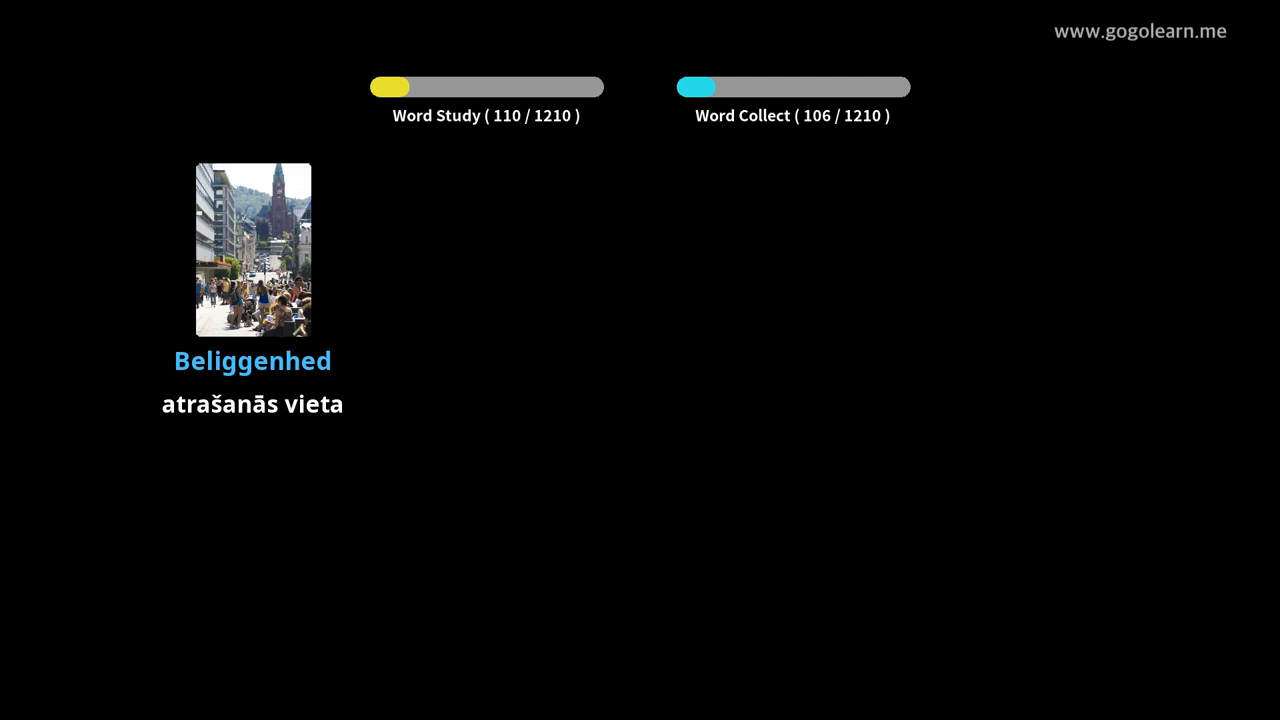 www.gogolearn.me
Word Study ( 110 / 1210 )
Word Collect ( 106 / 1210 )
Beliggenhed
atrašanās vieta